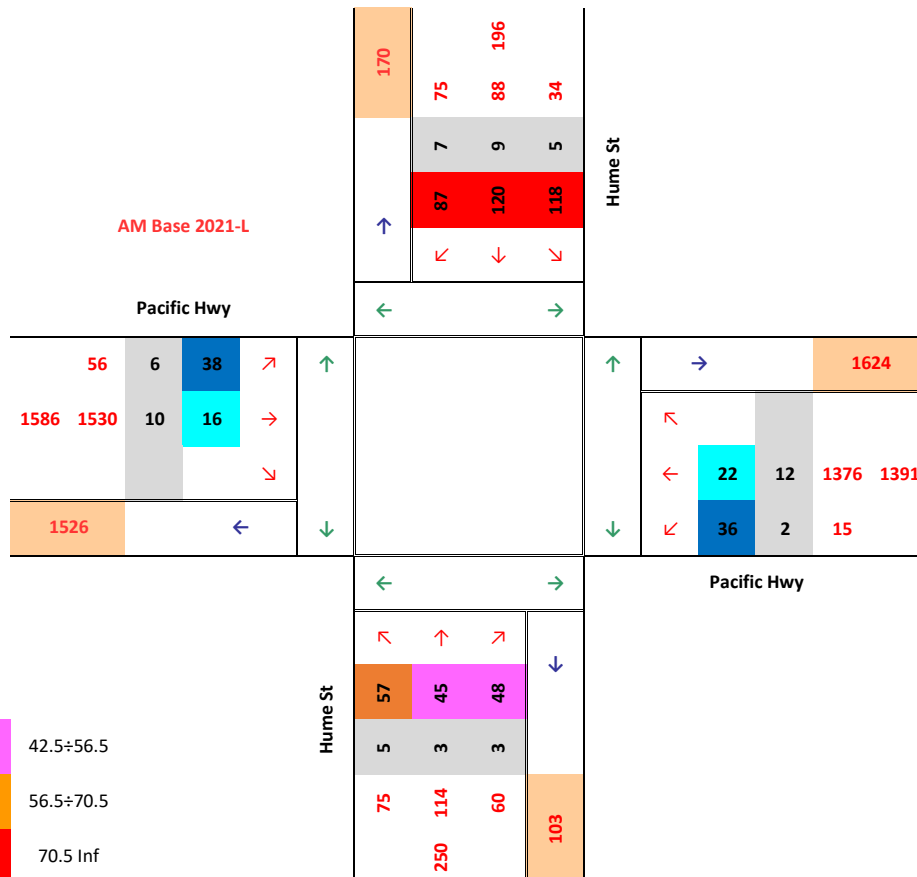 196
170
75 88 34
7 9 5
Hume St
87 120 118
AM Base 2021-L
↑
↙ ↓ ↘
Pacific Hwy
← →
56 6 38 ↗ ↑ ↑ → 1624
1586 1530 10 16 → ↖
↘ ← 22 12 1376 1391
1526 ← ↓ ↓ ↙ 36 2 15
← → Pacific Hwy
↖ ↑ ↗
↓
57 45 48
Hume St
42.5÷56.5
5 3 3
56.5÷70.5
75 114 60
103
70.5 Inf
250